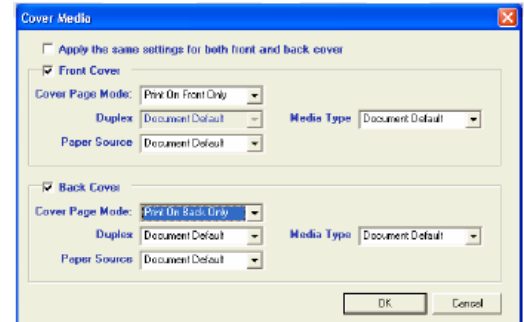 Cover Media
Apply the same settings for both front and back cover
Front Cover
Cover Page Mode: Print On Front Only
Duplex Document Default Media Type Document Default
Paper Source Document Default
Back Cover
Cover Page Mode: Print On Back Only
Duplex Document Default Media Type Document Default
Paper Source Document Default
OK Cancel